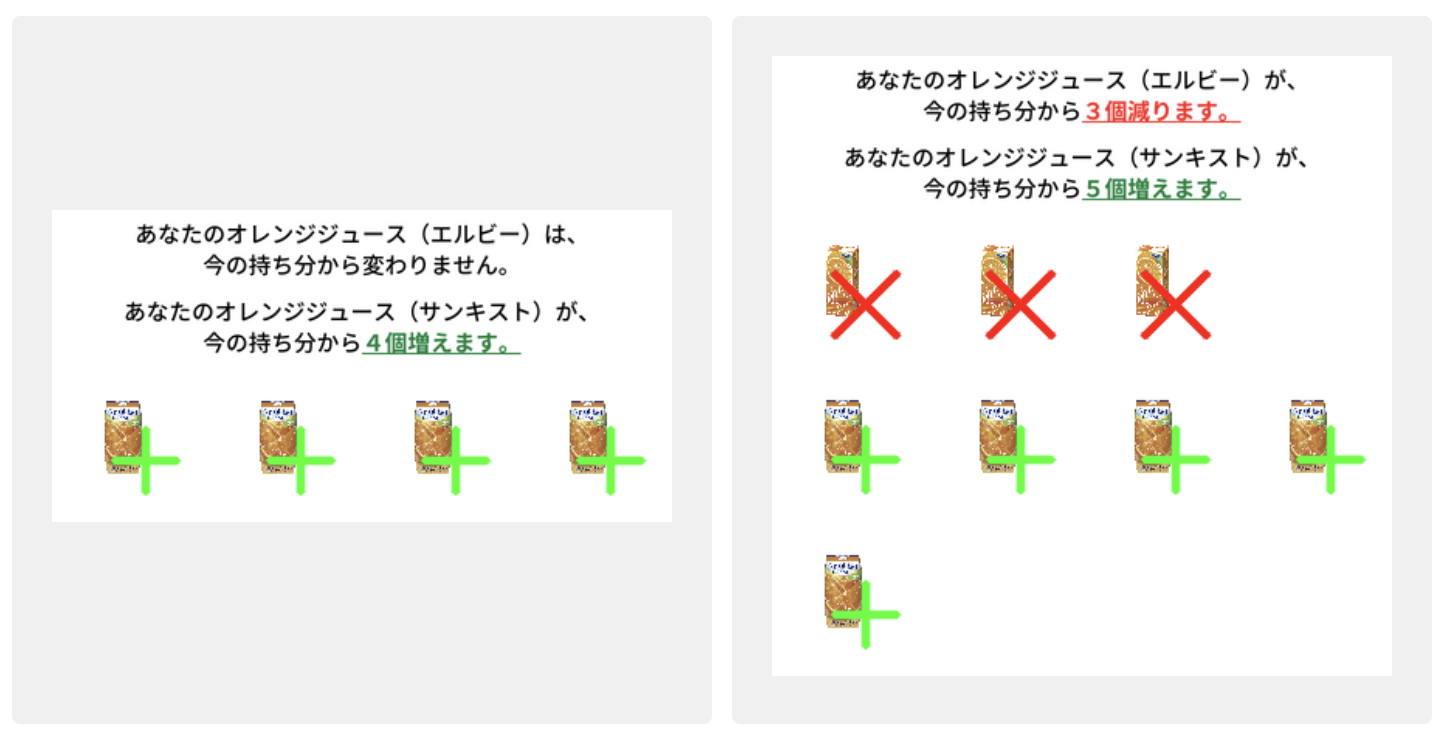 あなたのオレンジジュース（エルビー）は、
今の持ち分から変わりません。
あなたのオレンジジュース（サンキスト）が、
今の持ち分から４個増えます。
あなたのオレンジジュース（エルビー）が、
今の持ち分から３個減ります。
あなたのオレンジジュース（サンキスト）が、
今の持ち分から５個増えます。